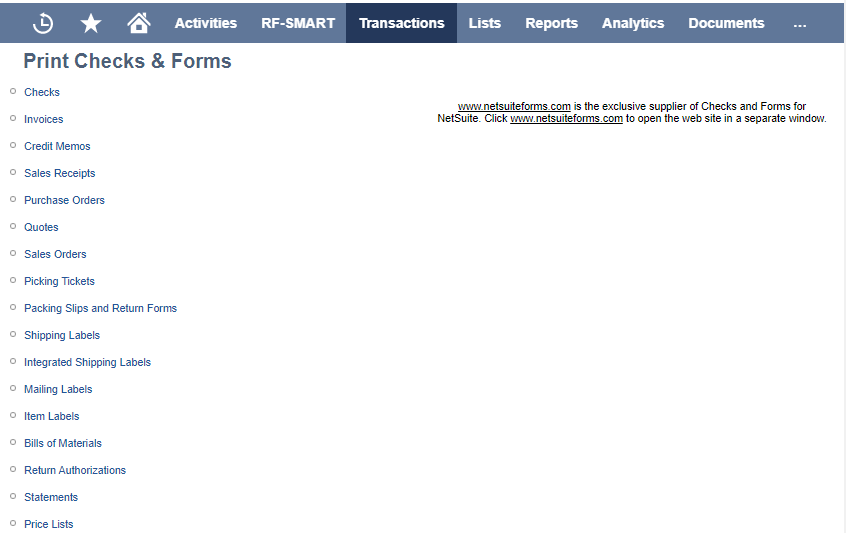 Activities RF-SMART Transactions Lists Reports Analytics Documents ...
Print Checks & Forms
Checks
www.netsuiteforms.com is the exclusive supplier of Checks and Forms for
NetSuite. Click www.netsuiteforms.com to open the web site in a separate window.
Invoices
Credit Memos
Sales Receipts
Purchase Orders
Quotes
Sales Orders
Picking Tickets
Packing Slips and Return Forms
Shipping Labels
Integrated Shipping Labels
Mailing Labels
Item Labels
Bills of Materials
Return Authorizations
Statements
Price Lists